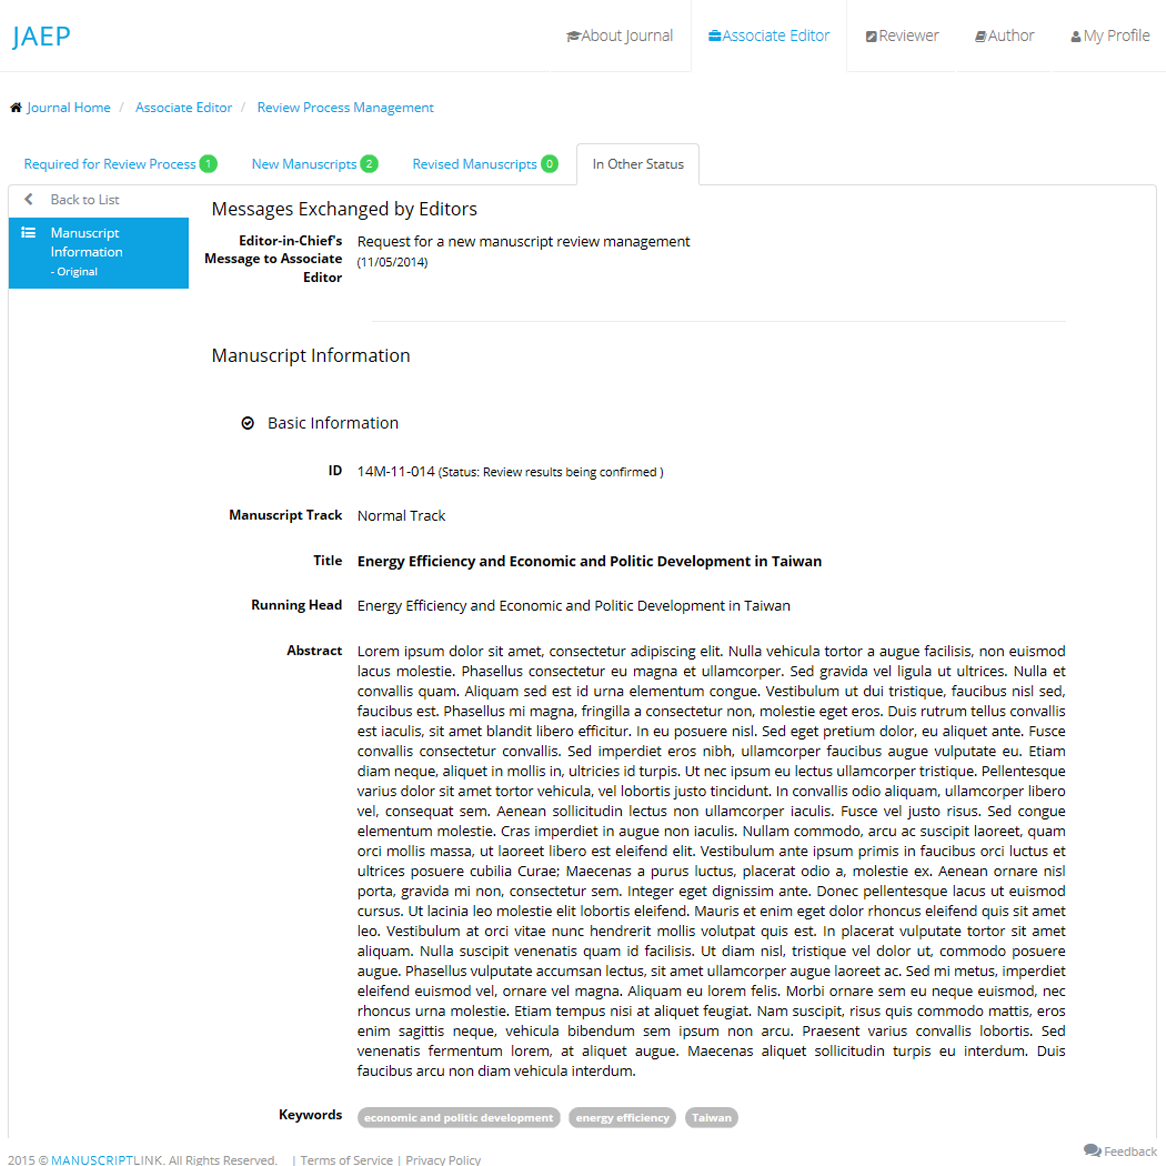 JAEP
About Journal
Associate Editor
Reviewer
Author
My Profile
Journal Home / Associate Editor / Review Process Management
Required for Review Process 1
New Manuscripts 2
Revised Manuscripts 0
In Other Status
Back to List
Manuscript
Information
- Original
Messages Exchanged by Editors
Editor-in-Chief's
Message to Associate
Editor
Request for a new manuscript review management
(11/05/2014)
Manuscript Information
Basic Information
ID 14M-11-014 (Status: Review results being confirmed )
Manuscript Track Normal Track
Title Energy Efficiency and Economic and Politic Development in Taiwan
Running Head Energy Efficiency and Economic and Politic Development in Taiwan
Abstract Lorem ipsum dolor sit amet, consectetur adipiscing elit. Nulla vehicula tortor a augue facilisis, non euismod
lacus molestie. Phasellus consectetur eu magna et ullamcorper. Sed gravida vel ligula ut ultrices. Nulla et
convallis quam. Aliquam sed est id urna elementum congue. Vestibulum ut dui tristique, faucibus nisl sed,
faucibus est. Phasellus mi magna, fringilla a consectetur non, molestie eget eros. Duis rutrum tellus convallis
est iaculis, sit amet blandit libero efficitur. In eu posuere nisl. Sed eget pretium dolor, eu aliquet ante. Fusce
convallis consectetur convallis. Sed imperdiet eros nibh, ullamcorper faucibus augue vulputate eu. Etiam
diam neque, aliquet in mollis in, ultricies id turpis. Ut nec ipsum eu lectus ullamcorper tristique. Pellentesque
varius dolor sit amet tortor vehicula, vel lobortis justo tincidunt. In convallis odio aliquam, ullamcorper libero
vel, consequat sem. Aenean sollicitudin lectus non ullamcorper iaculis. Fusce vel justo risus. Sed congue
elementum molestie. Cras imperdiet in augue non iaculis. Nullam commodo, arcu ac suscipit laoreet, quam
orci mollis massa, ut laoreet libero est eleifend elit. Vestibulum ante ipsum primis in faucibus orci luctus et
ultrices posuere cubilia Curae; Maecenas a purus luctus, placerat odio a, molestie ex. Aenean ornare nisl
porta, gravida mi non, consectetur sem. Integer eget dignissim ante. Donec pellentesque lacus ut euismod
cursus. Ut lacinia leo molestie elit lobortis eleifend. Mauris et enim eget dolor rhoncus eleifend quis sit amet
leo. Vestibulum at orci vitae nunc hendrerit mollis volutpat quis est. In placerat vulputate tortor sit amet
aliquam. Nulla suscipit venenatis quam id facilisis. Ut diam nisl, tristique vel dolor ut, commodo posuere
augue. Phasellus vulputate accumsan lectus, sit amet ullamcorper augue laoreet ac. Sed mi metus, imperdiet
eleifend euismod vel, ornare vel magna. Aliquam eu lorem felis. Morbi ornare sem eu neque euismod, nec
rhoncus urna molestie. Etiam tempus nisi at aliquet feugiat. Nam suscipit, risus quis commodo mattis, eros
enim sagittis neque, vehicula bibendum sem ipsum non arcu. Praesent varius convallis lobortis. Sed
venenatis fermentum lorem, at aliquet augue. Maecenas aliquet sollicitudin turpis eu interdum. Duis
faucibus arcu non diam vehicula interdum.
Keywords economic and politic development energy efficiency Taiwan
Feedback
2015 © MANUSCRIPTLINK. All Rights Reserved. | Terms of Service | Privacy Policy